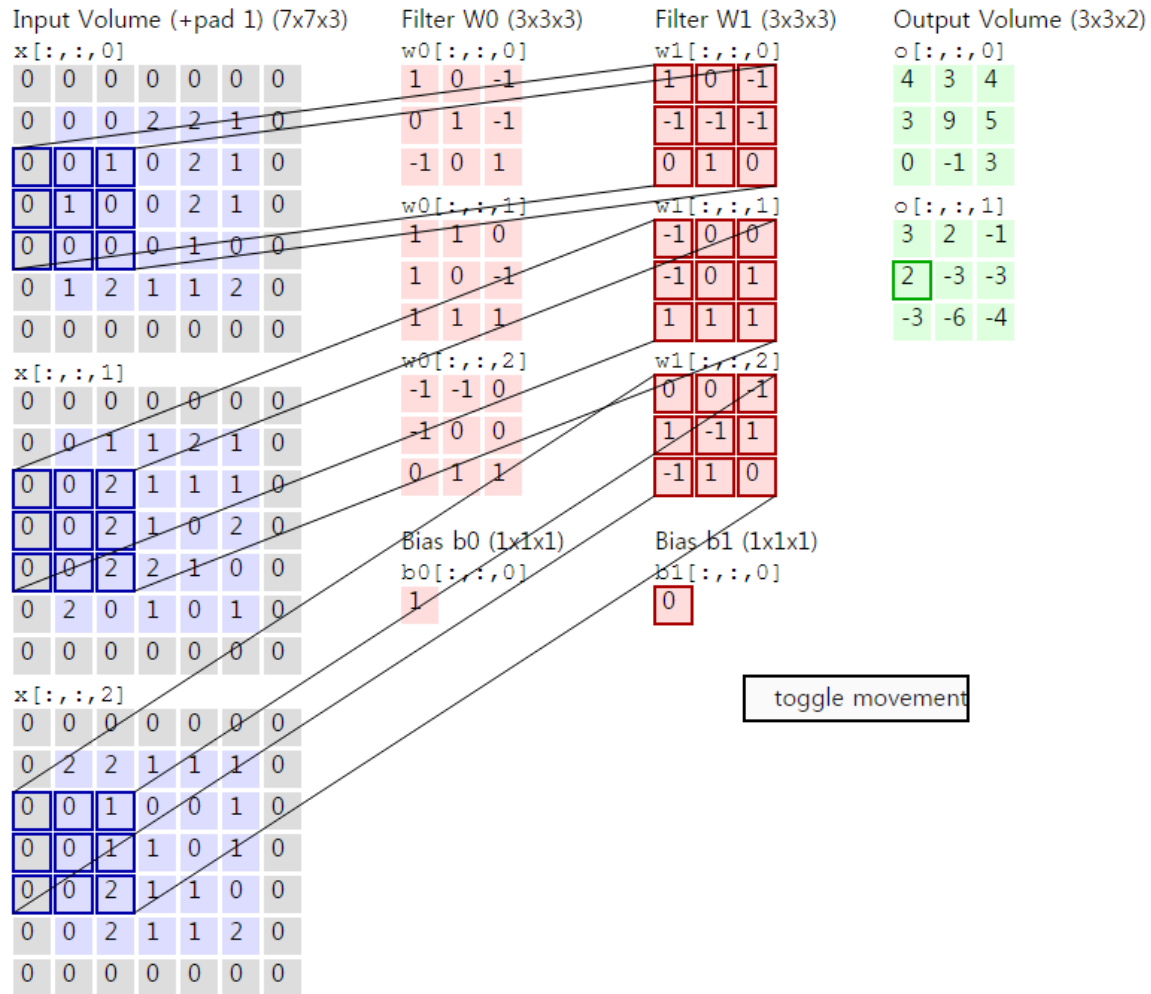 Input Volume (+pad 1) (7x7x3)
x[:,:,0]
0 0 0 0 0 0 0
0 0 0 2 2 1 0
0 0 1 0 2 1 0
0 1 0 0 2 1 0
0 0 0 0 1 0 0
0 1 2 1 1 2 0
0 0 0 0 0 0 0
x[:,:,1]
0 0 0 0 0 0 0
0 0 1 1 2 1 0
0 0 2 1 1 1 0
0 0 2 1 0 2 0
0 0 2 2 1 0 0
0 2 0 1 0 1 0
0 0 0 0 0 0 0
x[:,:,2]
0 0 0 0 0 0 0
0 2 2 1 1 1 0
0 0 1 0 0 1 0
0 0 1 1 0 1 0
0 0 2 1 1 0 0
0 0 2 1 1 2 0
0 0 0 0 0 0 0
Filter W0 (3x3x3)
w0[:,:,0]
1 0 -1
0 1 -1
-1 0 1
w0[:,:,1]
1 1 0
1 0 -1
1 1 1
w0[:,:,2]
-1 -1 0
-1 0 0
0 1 1
Bias b0 (1x1x1)
b0[:,:,0]
1
Filter W1 (3x3x3)
w1[:,:,0]
1 0 -1
-1 -1 -1
0 1 0
w1[:,:,1]
-1 0 0
-1 0 1
1 1 1
w1[:,:,2]
0 0 -1
1 -1 1
-1 1 0
Bias b1 (1x1x1)
b1[:,:,0]
0
Output Volume (3x3x2)
o[:,:,0]
4 3 4
3 9 5
0 -1 3
o[:,:,1]
3 2 -1
2 -3 -3
-3 -6 -4
toggle movement